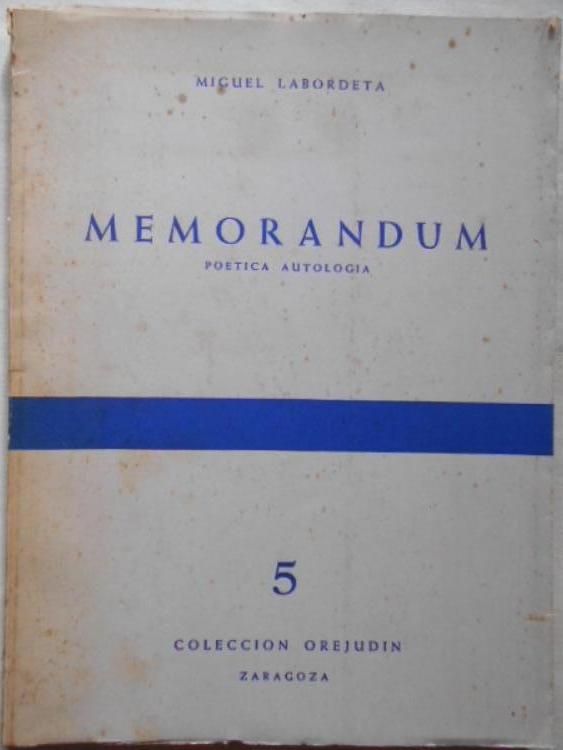 MIGUEL LABORDETA
MEMORANDUM
POETICA AUTOLOGIA
5
COLECCION OREJUDIN
ZARAGOZA